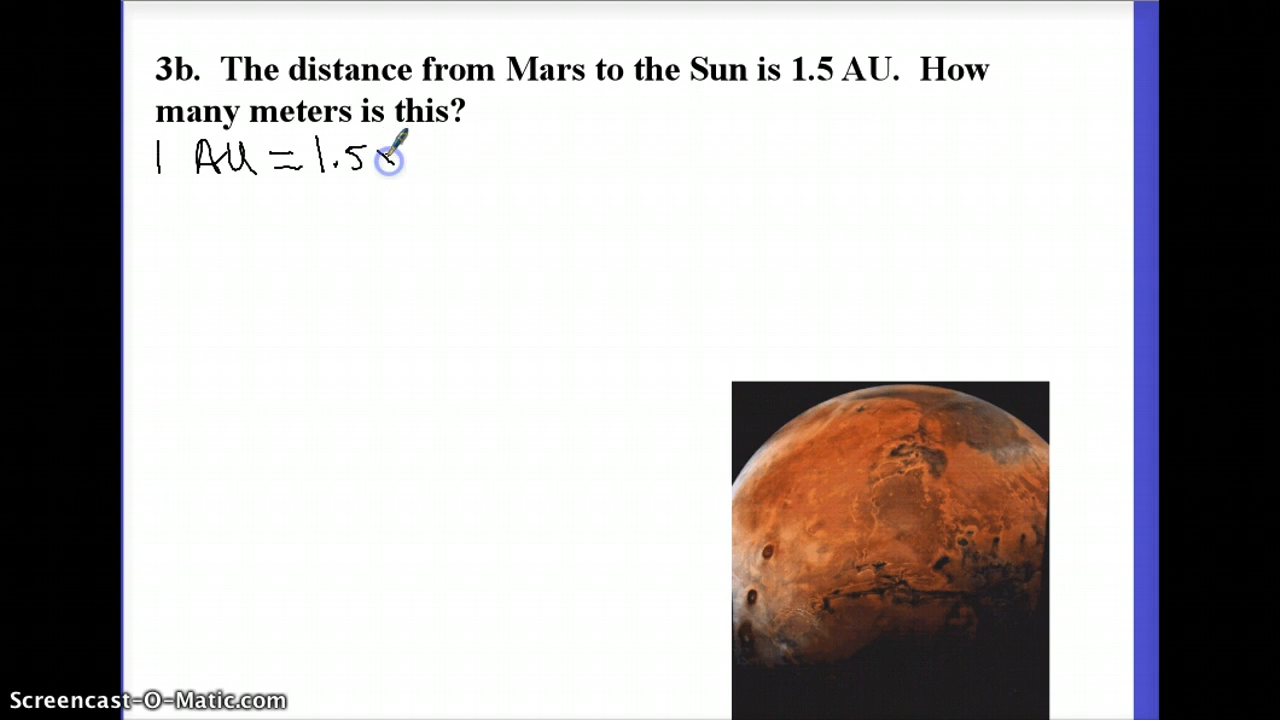 3b. The distance from Mars to the Sun is 1.5 AU. How
many meters is this?
1 AU = 1.5 x
Screencast-O-Matic.com